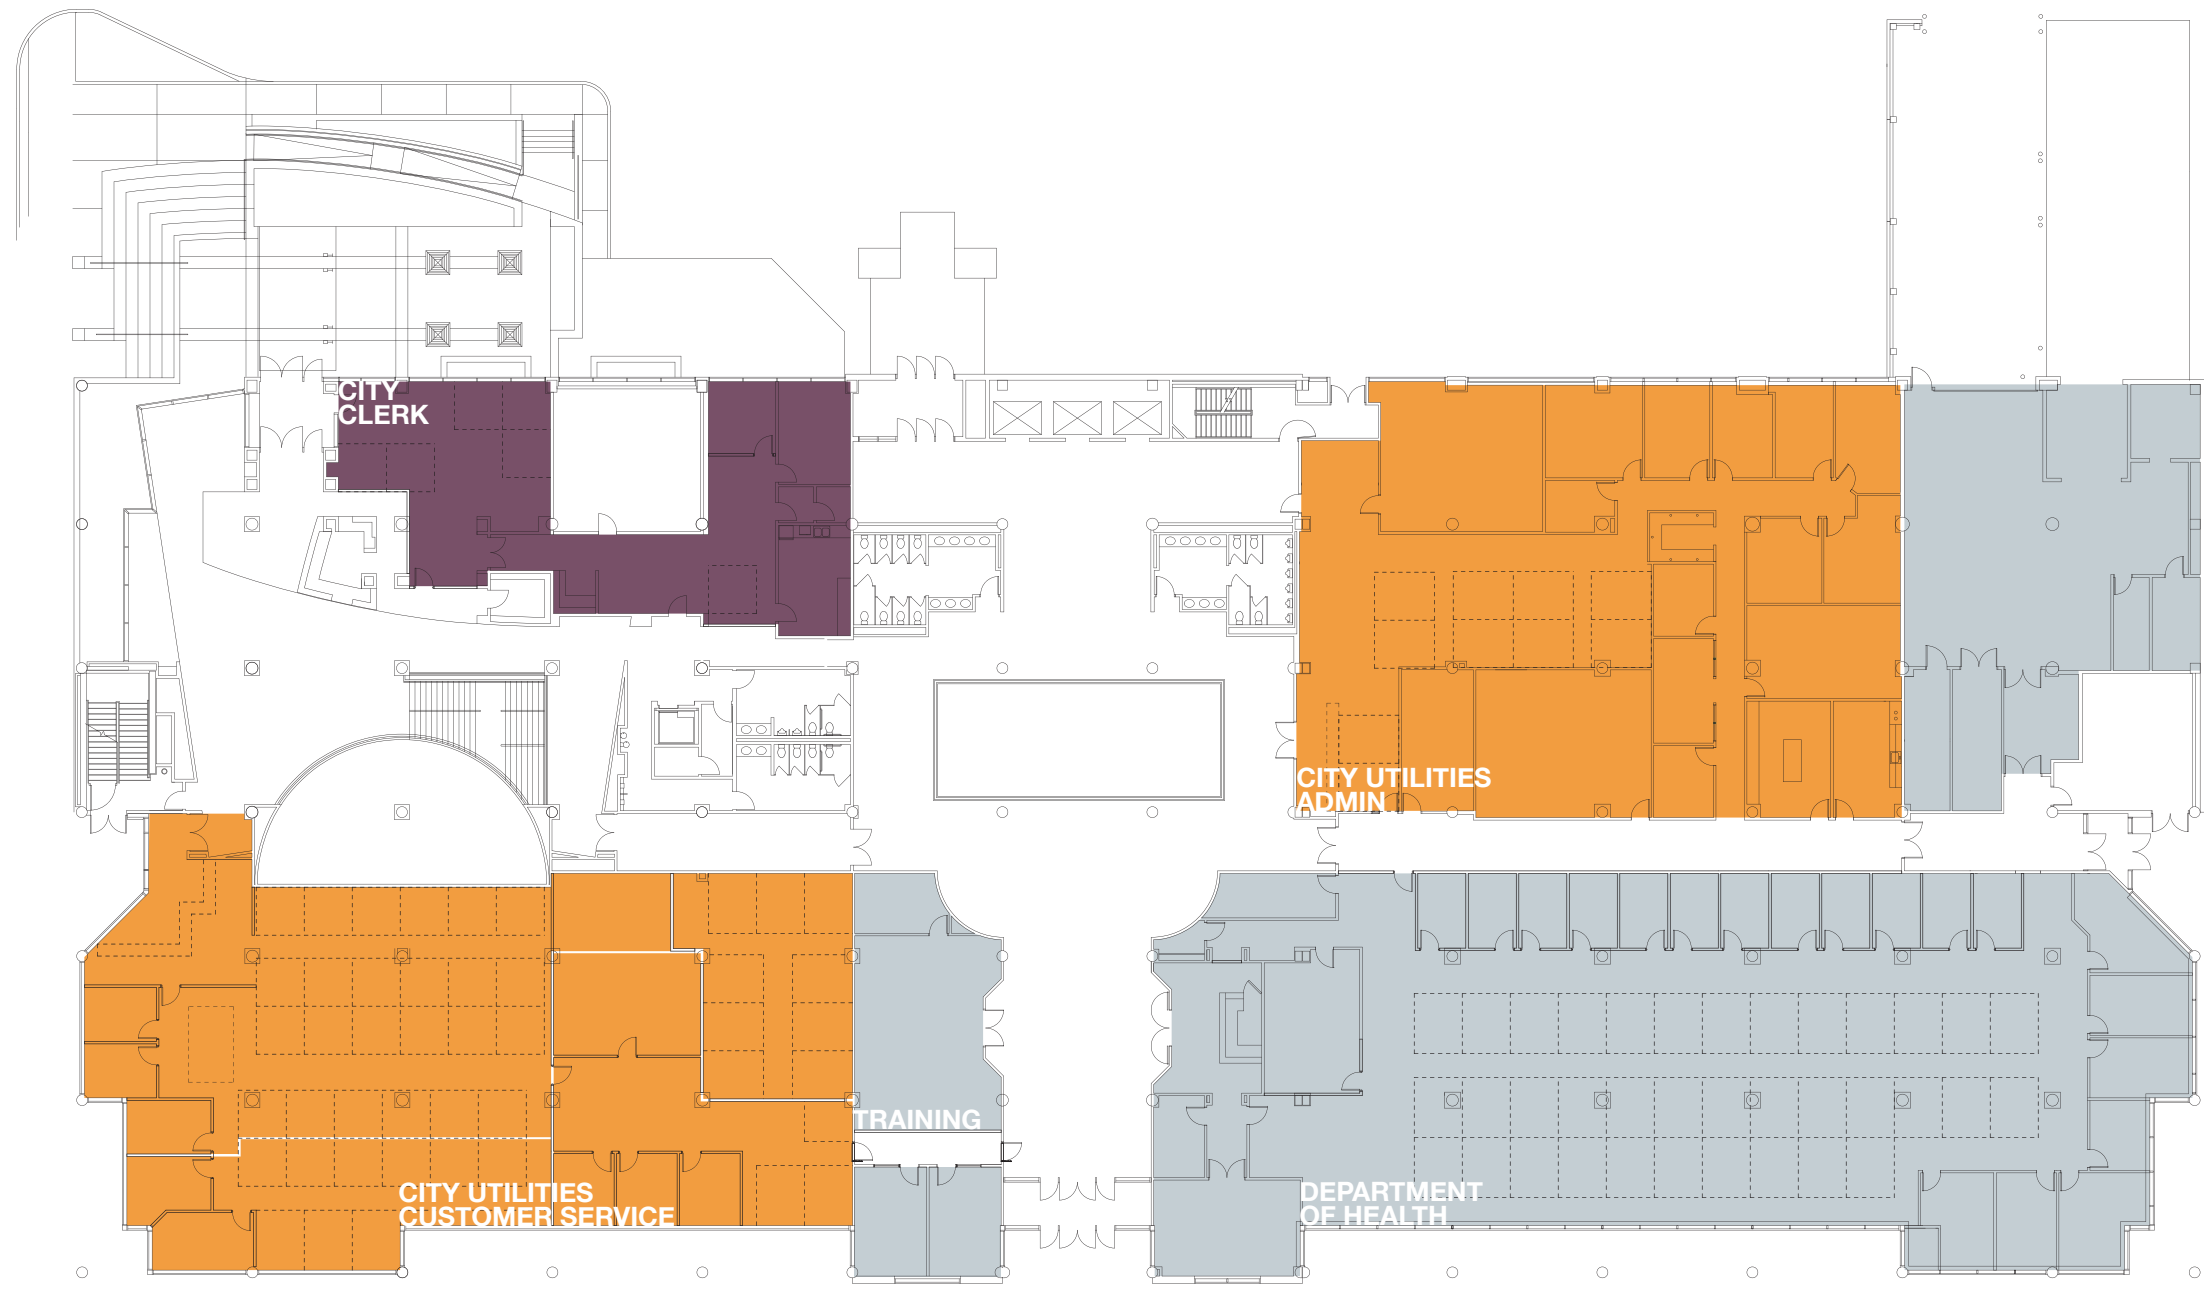 CITY
CLERK
CITY UTILITIES
ADMIN
TRAINING
CITY UTILITIES
CUSTOMER SERVICE
DEPARTMENT
OF HEALTH